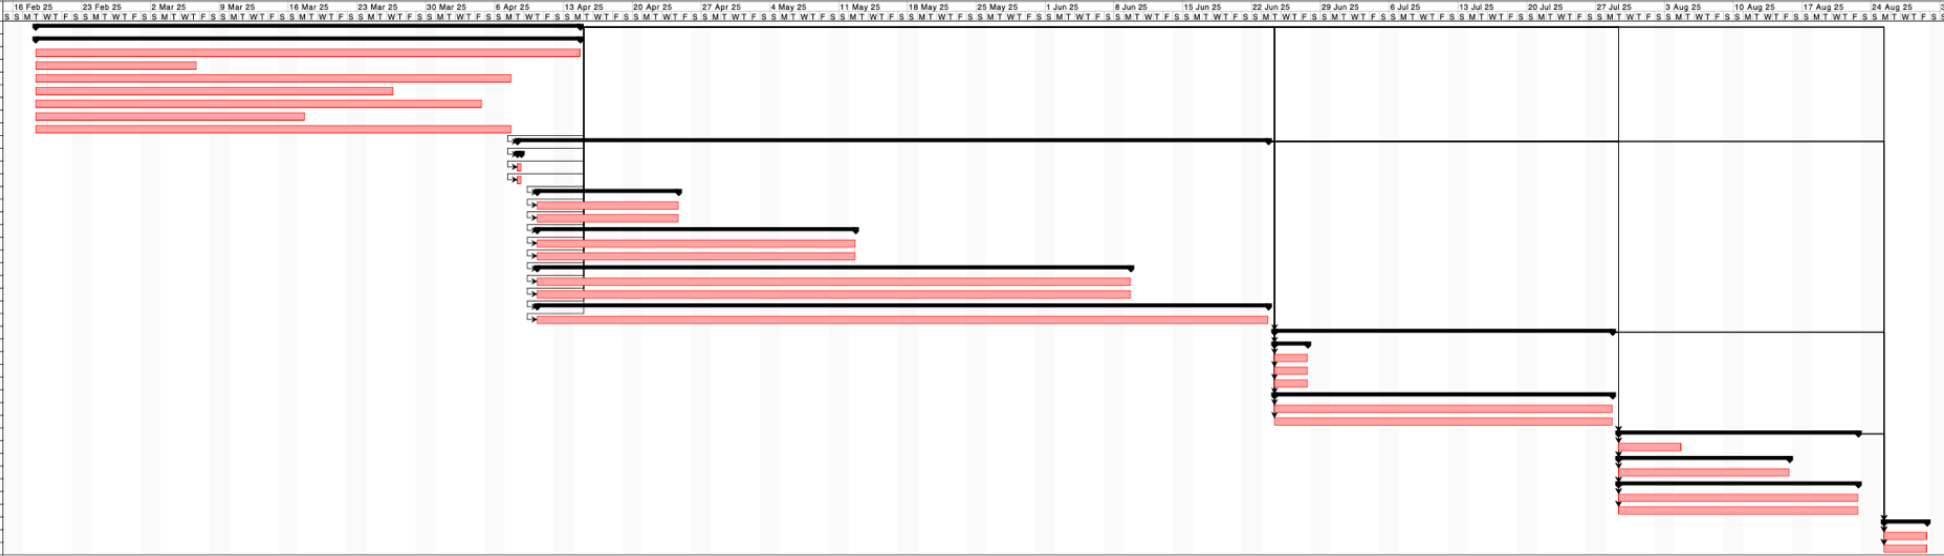 16 Feb 25 23 Feb 25 2 Mar 25 9 Mar 25 16 Mar 25 23 Mar 25 30 Mar 25 6 Apr 25 13 Apr 25 20 Apr 25 27 Apr 25 4 May 25 11 May 25 18 May 25 25 May 25 1 Jun 25 8 Jun 25 15 Jun 25 22 Jun 25 29 Jun 25 6 Jul 25 13 Jul 25 20 Jul 25 27 Jul 25 3 Aug 25 10 Aug 25 17 Aug 25 24 Aug 25
S S M T W T F S S M T W T F S S M T W T F S S M T W T F S S M T W T F S S M T W T F S S M T W T F S S M T W T F S S M T W T F S S M T W T F S S M T W T F S S M T W T F S S M T W T F S S M T W T F S S M T W T F S S M T W T F S S M T W T F S S M T W T F S S M T W T F S S M T W T F S S M T W T F S S M T W T F S S M T W T F S S M T W T F S S M T W T F S S M T W T F S S M T W T F S S M T W T F S S